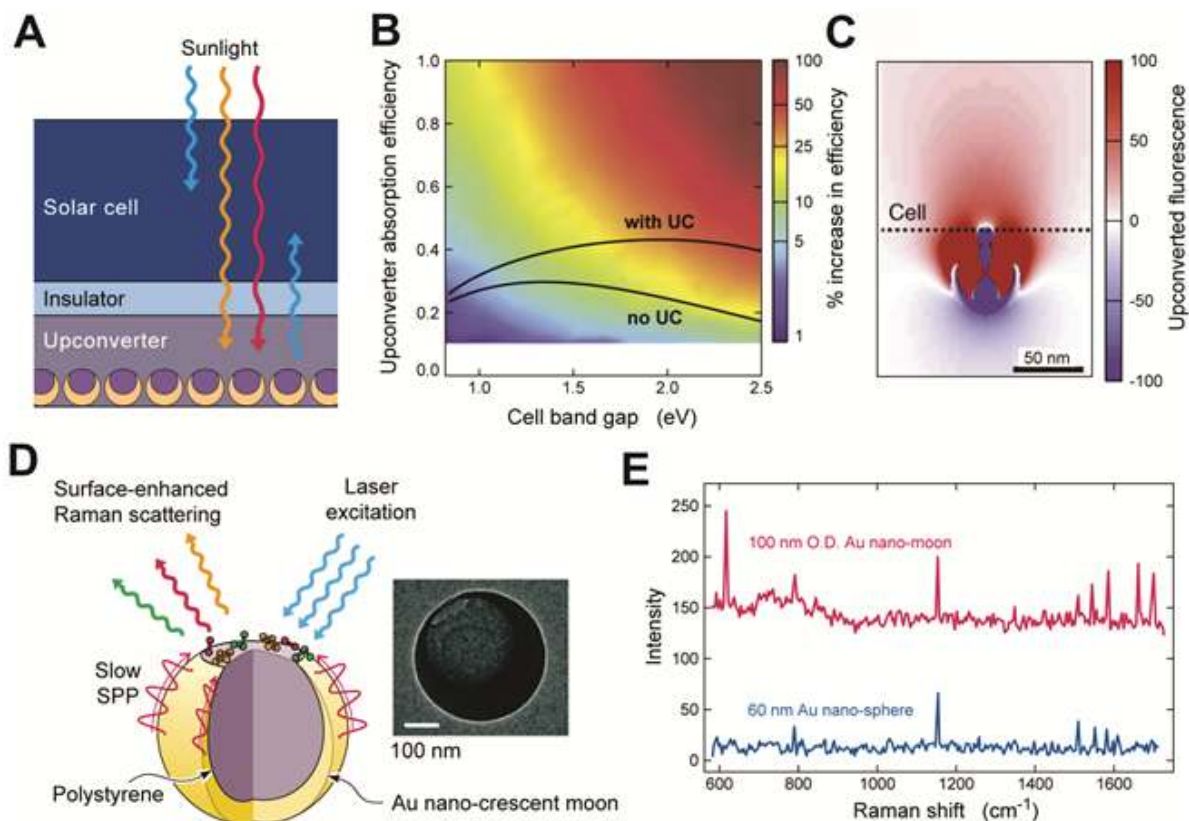 A
Sunlight
Solar cell
Insulator
Upconverter
B
Upconverter absorption efficiency
1.0
0.8
0.6
0.4
0.2
0.0
with UC
no UC
1.0
1.5
2.0
2.5
Cell band gap (eV)
100
50
25
10
5
1
% increase in efficiency
C
Cell
50 nm
100
50
0
-50
-100
Upconverted fluorescence
D
Surface-enhanced
Raman scattering
Laser
excitation
Slow
SPP
100 nm
Polystyrene
Au nano-crescent moon
E
Intensity
250
200
150
100
50
0
100 nm O.D. Au nano-moon
60 nm Au nano-sphere
600
800
1000
1200
1400
1600
Raman shift (cm⁻¹)